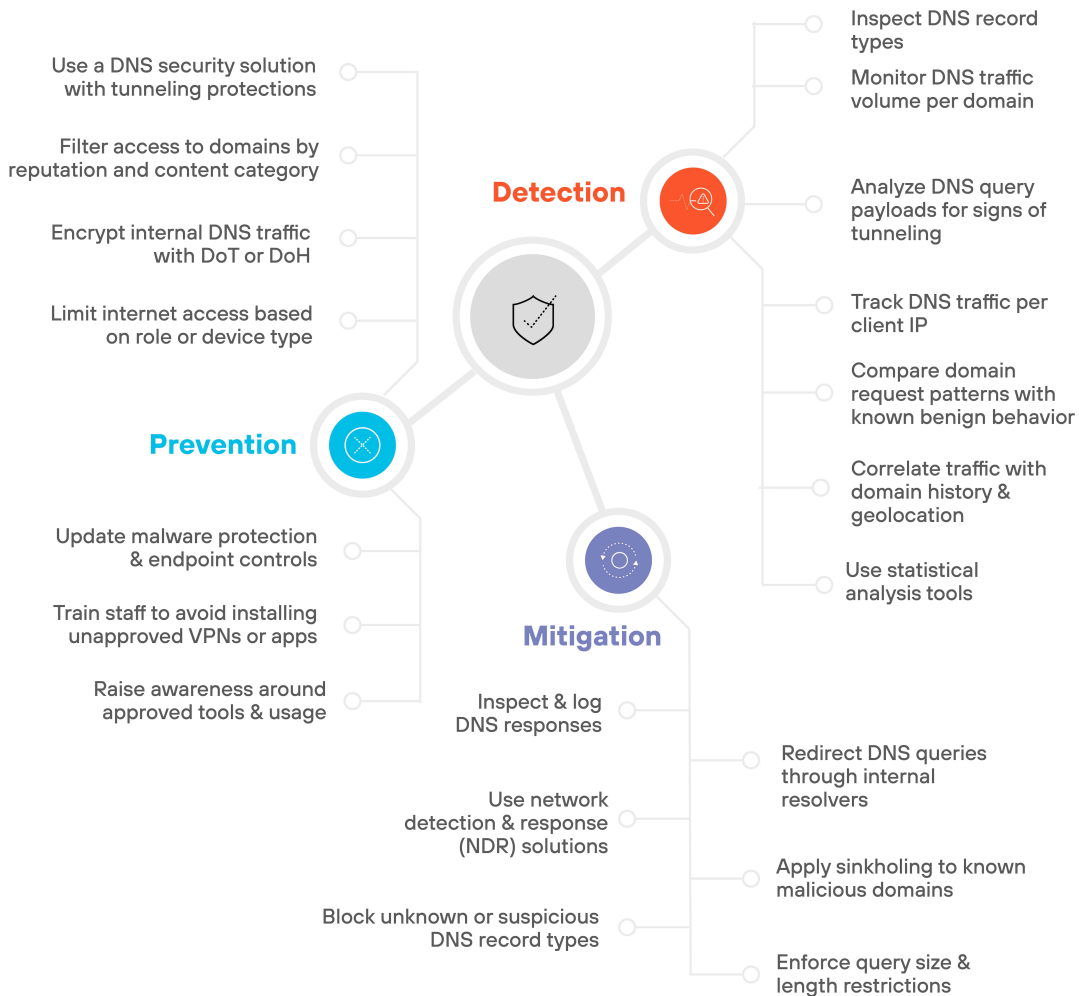 Use a DNS security solution
with tunneling protections
Filter access to domains by
reputation and content category
Encrypt internal DNS traffic
with DoT or DoH
Limit internet access based
on role or device type
Prevention
Update malware protection
& endpoint controls
Train staff to avoid installing
unapproved VPNs or apps
Raise awareness around
approved tools & usage
Detection
Inspect DNS record
types
Monitor DNS traffic
volume per domain
Analyze DNS query
payloads for signs of
tunneling
Track DNS traffic per
client IP
Compare domain
request patterns with
known benign behavior
Correlate traffic with
domain history &
geolocation
Use statistical
analysis tools
Mitigation
Inspect & log
DNS responses
Use network
detection & response
(NDR) solutions
Block unknown or suspicious
DNS record types
Redirect DNS queries
through internal
resolvers
Apply sinkholing to known
malicious domains
Enforce query size &
length restrictions